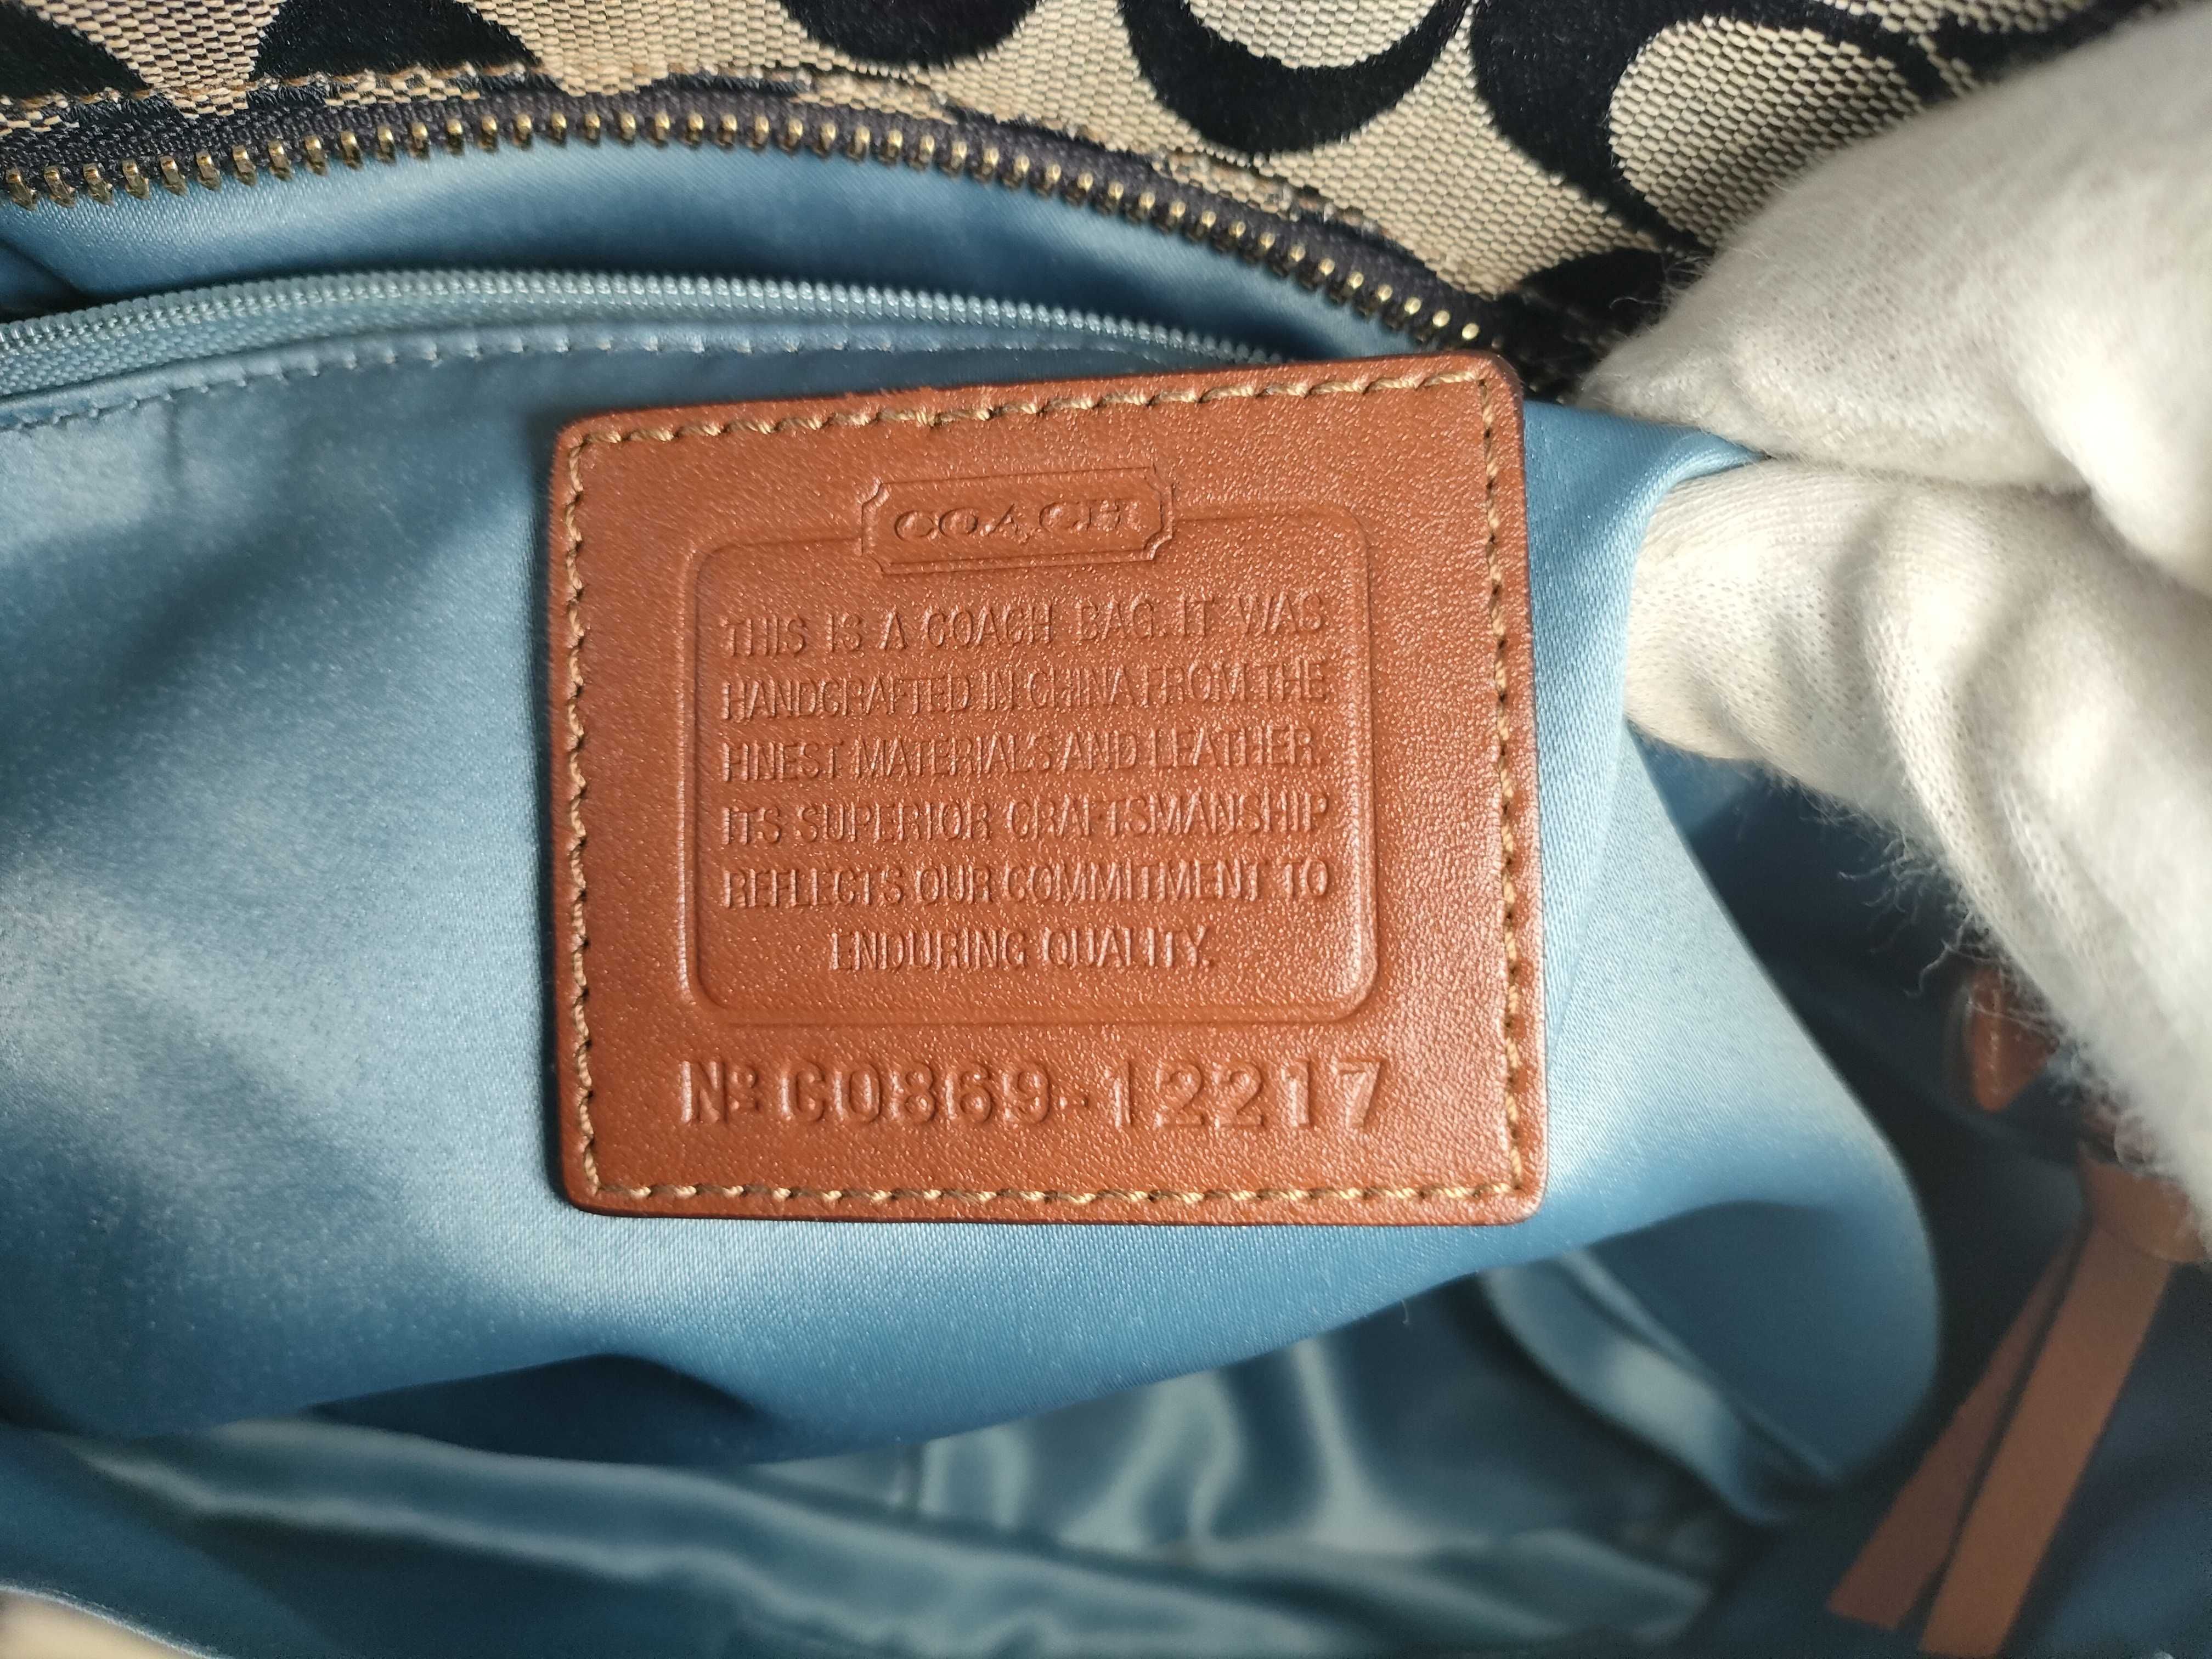 COACH
THIS IS A COACH BAG. IT WAS
HANDCRAFTED IN CHINA FROM THE
FINEST MATERIALS AND LEATHER.
ITS SUPERIOR CRAFTSMANSHIP
REFLECTS OUR COMMITMENT TO
ENDURING QUALITY.
Nº C0869-12217